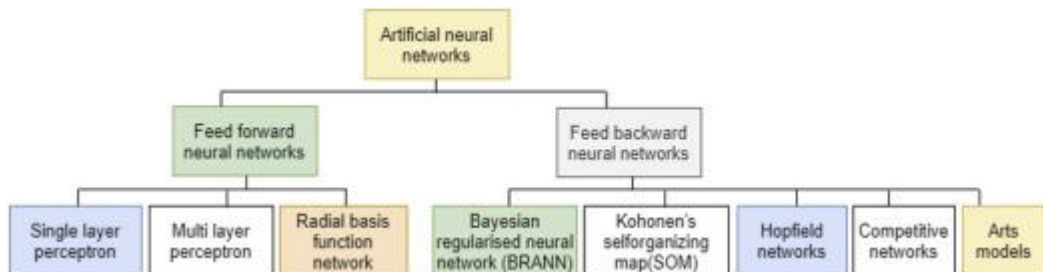 Artificial neural
networks
Feed forward
neural networks
Feed backward
neural networks
Single layer
perceptron
Multi layer
perceptron
Radial basis
function
network
Bayesian
regularised neural
network (BRANN)
Kohonen's
selforganizing
map(SOM)
Hopfield
networks
Competitive
networks
Arts
models